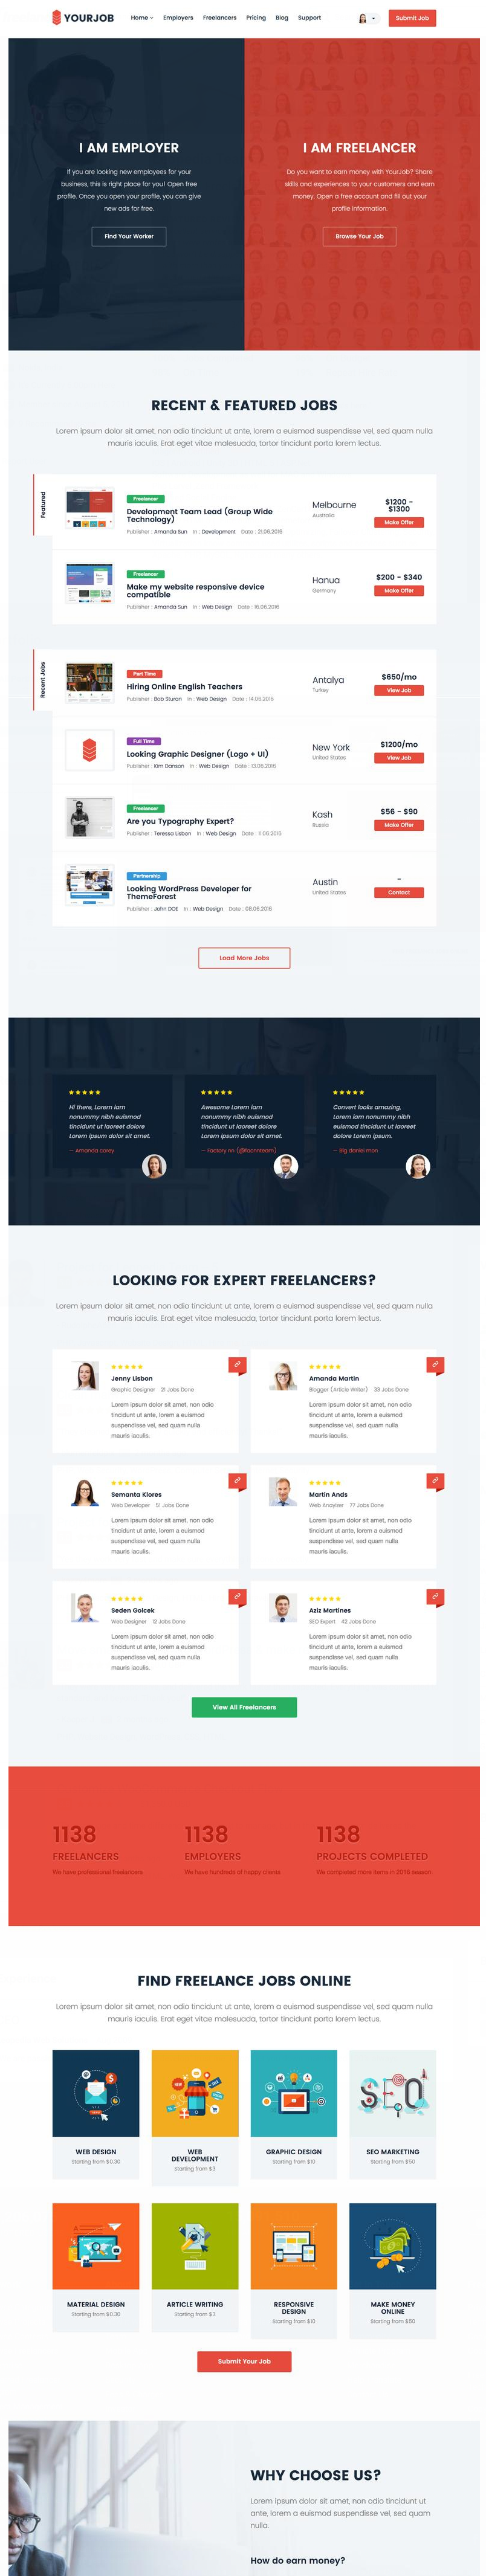 YOURJOB
Home Employers Freelancers Pricing Blog Support Submit Job
I AM EMPLOYER
If you are looking new employees for your
business, this is right place for you! Open free
profile. Once you open your profile, you can give
new ads for free.
Find Your Worker
I AM FREELANCER
Do you want to earn money with YourJob? Share
skills and experiences to your customers and earn
money. Open a free account and fill out your
profile information.
Browse Your Job
RECENT & FEATURED JOBS
Lorem ipsum dolor sit amet, non odio tincidunt ut ante, lorem a euismod suspendisse vel, sed quam nulla
mauris iaculis. Erat eget vitae malesuada, tortor tincidunt porta lorem lectus.
Featured
Freelancer
Development Team Lead (Group Wide
Technology)
Publisher : Amanda Sun In : Development Date : 21.06.2016
Melbourne
Australia
$1200 -
$1300
Make Offer
Freelancer
Make my website responsive device
compatible
Publisher : Amanda Sun In : Web Design Date : 16.06.2016
Hanua
Germany
$200 - $340
Make Offer
Recent Jobs
Part Time
Hiring Online English Teachers
Publisher : Bob Sturan In : Web Design Date : 14.06.2016
Antalya
Turkey
$650/mo
View Job
Full Time
Looking Graphic Designer (Logo + UI)
Publisher : Kim Danson In : Web Design Date : 13.06.2016
New York
United States
$1200/mo
View Job
Freelancer
Are you Typography Expert?
Publisher : Teressa Lisbon In : Web Design Date : 11.06.2016
Kash
Russia
$56 - $90
Make Offer
Partnership
Looking WordPress Developer for
ThemeForest
Publisher : John DOE In : Web Design Date : 08.06.2016
Austin
United States
-
Contact
Load More Jobs
Hi there, Lorem iam
nonummy nibh euismod
tincidunt ut laoreet dolore
Lorem ipsum dolor sit amet.
— Amanda corey
Awesome Lorem iam
nonummy nibh euismod
tincidunt ut laoreet dolore
Lorem ipsum dolor sit amet.
— Factory nn (@facnnteam)
Convert looks amazing,
Lorem iam nonummy nibh
euismod tincidunt ut laoreet
dolore Lorem ipsum.
— Big daniel mon
LOOKING FOR EXPERT FREELANCERS?
Lorem ipsum dolor sit amet, non odio tincidunt ut ante, lorem a euismod suspendisse vel, sed quam nulla
mauris iaculis. Erat eget vitae malesuada, tortor tincidunt porta lorem lectus.
Jenny Lisbon
Graphic Designer 21 Jobs Done
Lorem ipsum dolor sit amet, non odio
tincidunt ut ante, lorem a euismod
suspendisse vel, sed quam nulla
mauris iaculis.
Amanda Martin
Blogger (Article Writer) 33 Jobs Done
Lorem ipsum dolor sit amet, non odio
tincidunt ut ante, lorem a euismod
suspendisse vel, sed quam nulla
mauris iaculis.
Semanta Klores
Web Developer 51 Jobs Done
Lorem ipsum dolor sit amet, non odio
tincidunt ut ante, lorem a euismod
suspendisse vel, sed quam nulla
mauris iaculis.
Martin Ands
Web Anaylser 77 Jobs Done
Lorem ipsum dolor sit amet, non odio
tincidunt ut ante, lorem a euismod
suspendisse vel, sed quam nulla
mauris iaculis.
Seden Golcek
Web Designer 12 Jobs Done
Lorem ipsum dolor sit amet, non odio
tincidunt ut ante, lorem a euismod
suspendisse vel, sed quam nulla
mauris iaculis.
Aziz Martines
SEO Expert 42 Jobs Done
Lorem ipsum dolor sit amet, non odio
tincidunt ut ante, lorem a euismod
suspendisse vel, sed quam nulla
mauris iaculis.
View All Freelancers
1138
FREELANCERS
We have professional freelancers
1138
EMPLOYERS
We have hundreds of happy clients
1138
PROJECTS COMPLETED
We completed more items in 2016 season
FIND FREELANCE JOBS ONLINE
Lorem ipsum dolor sit amet, non odio tincidunt ut ante, lorem a euismod suspendisse vel, sed quam nulla
mauris iaculis. Erat eget vitae malesuada, tortor tincidunt porta lorem lectus.
SEO
WEB DESIGN
Starting from $0.30
WEB
DEVELOPMENT
Starting from $3
GRAPHIC DESIGN
Starting from $10
SEO MARKETING
Starting from $50
MATERIAL DESIGN
Starting from $0.30
ARTICLE WRITING
Starting from $3
RESPONSIVE
DESIGN
Starting from $10
MAKE MONEY
ONLINE
Starting from $50
Submit Your Job
WHY CHOOSE US?
Lorem ipsum dolor sit amet, non odio tincidunt ut
ante, lorem a euismod suspendisse vel, sed quam
nulla.
How do earn money?